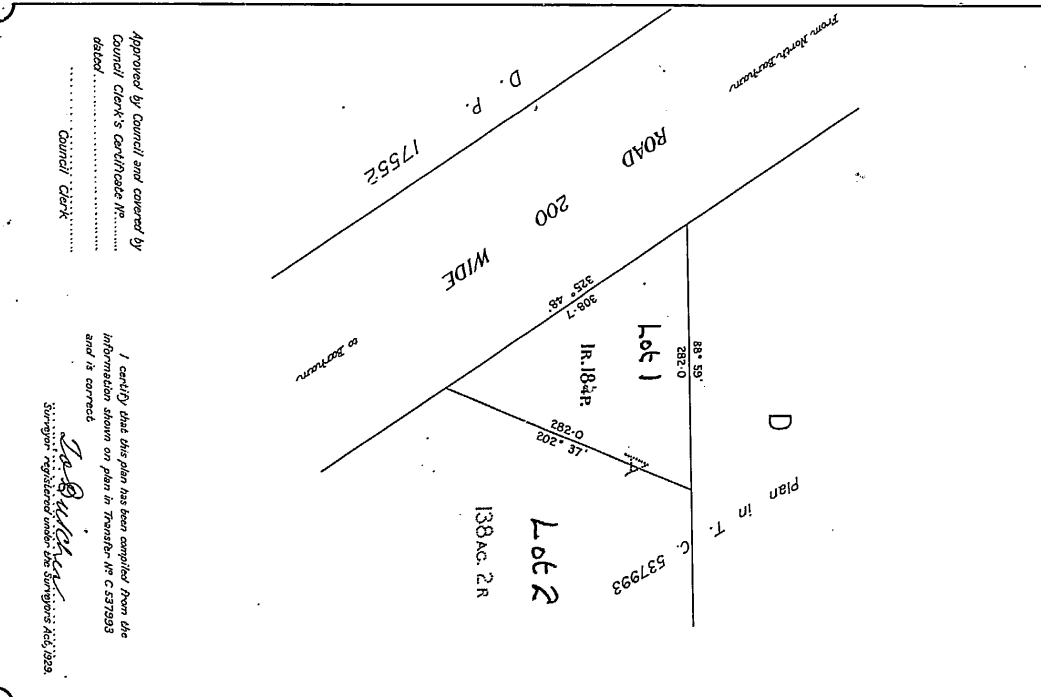 Approved by Council and covered by
Council Clerk's Certificate Nº..........
dated..............................
..............................
Council Clerk
I certify that this plan has been compiled from the
information shown on plan in Transfer Nº C 537993
and is correct
Surveyor registered under the Surveyors Act, 1929.
D. P. 17552
From North Barham
ROAD 200 WIDE
to Barham
325° 48'
308·7
88° 59'
282·0
Lot 1
1R. 18¼P.
282·0
202° 37'
A
D
Plan in T. C. 537993
Lot 2
138 AC. 2R